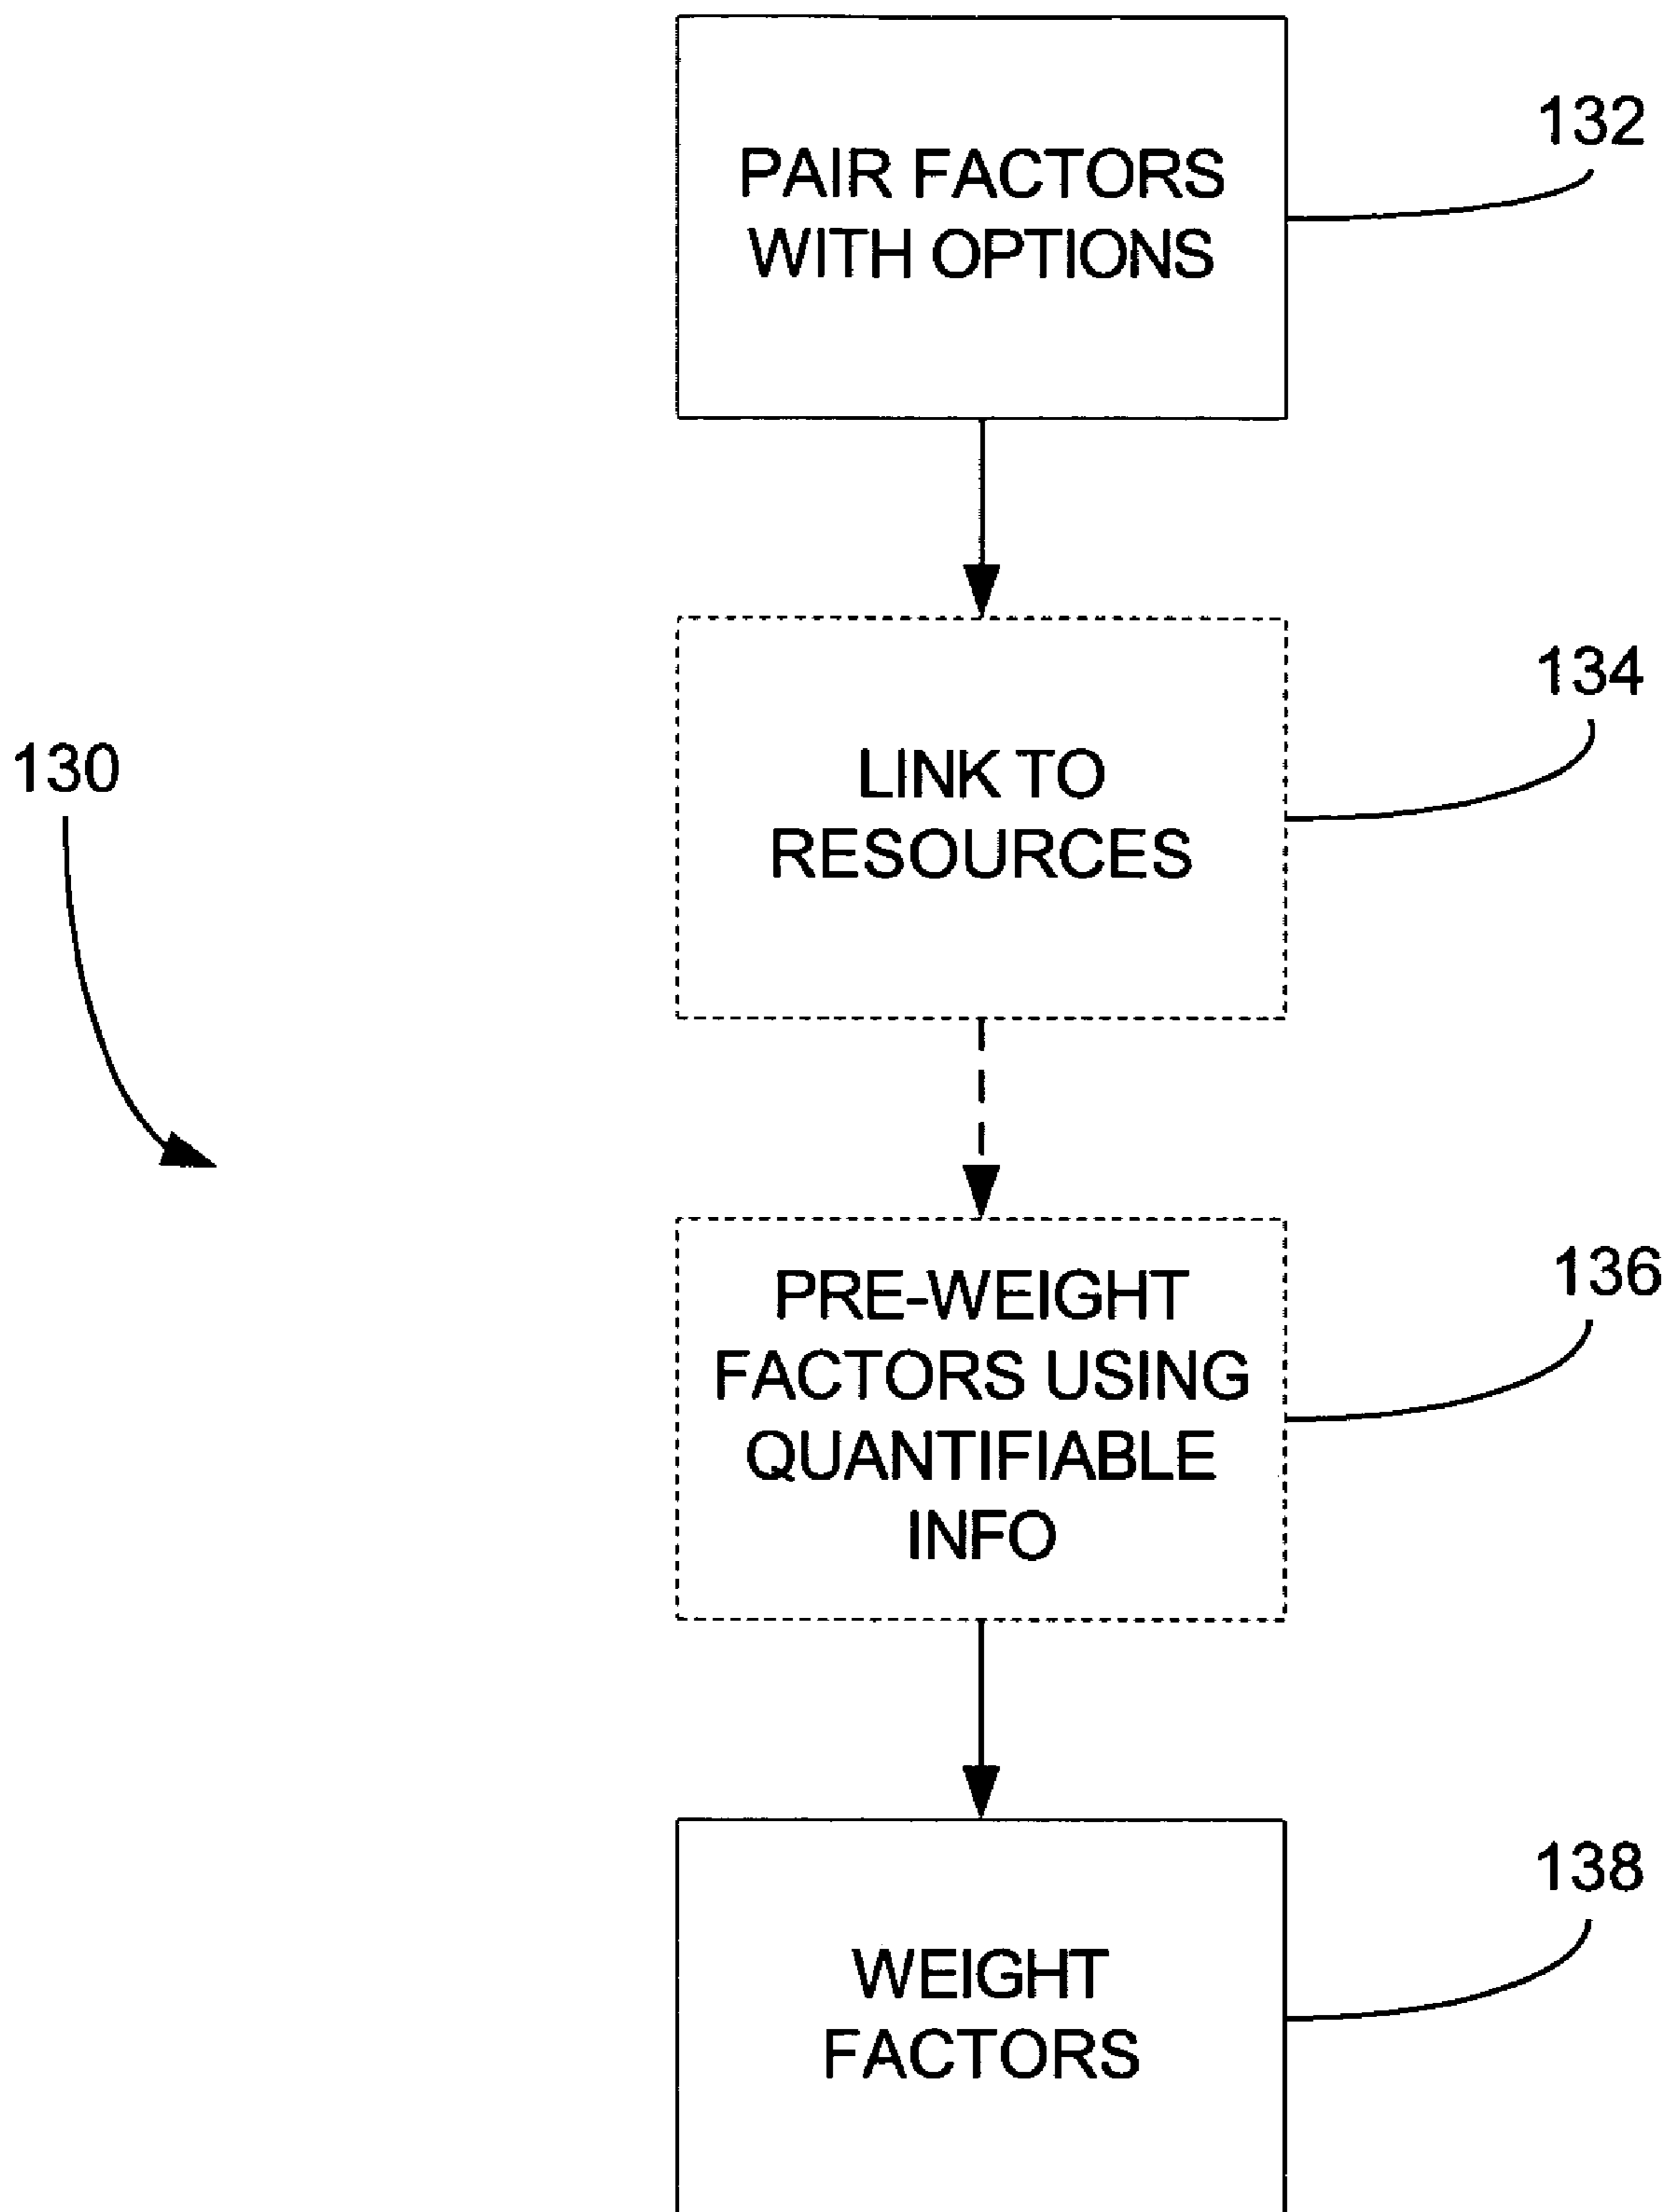 PAIR FACTORS
WITH OPTIONS
132
LINK TO
RESOURCES
134
130
PRE-WEIGHT
FACTORS USING
QUANTIFIABLE
INFO
136
WEIGHT
FACTORS
138